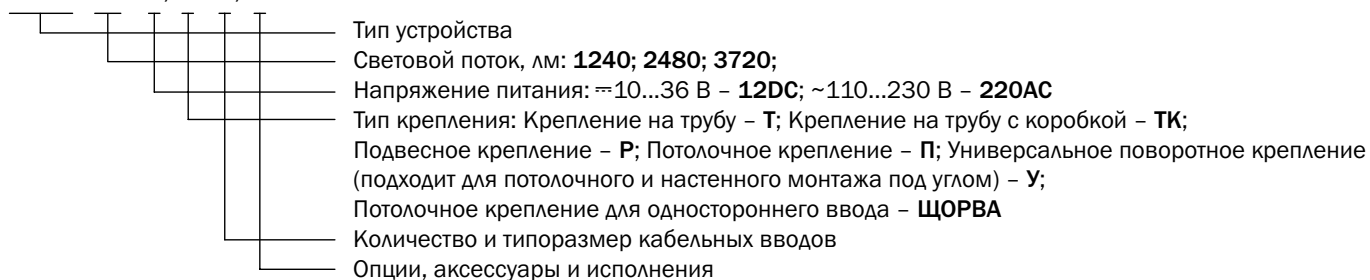 Тип устройства
Световой поток, лм: 1240; 2480; 3720;
Напряжение питания: ⎓10...36 В – 12DC; ~110...230 В – 220AC
Тип крепления: Крепление на трубу – Т; Крепление на трубу с коробкой – ТК;
Подвесное крепление – Р; Потолочное крепление – П; Универсальное поворотное крепление
(подходит для потолочного и настенного монтажа под углом) – У;
Потолочное крепление для одностороннего ввода – ЩОРВА
Количество и типоразмер кабельных вводов
Опции, аксессуары и исполнения